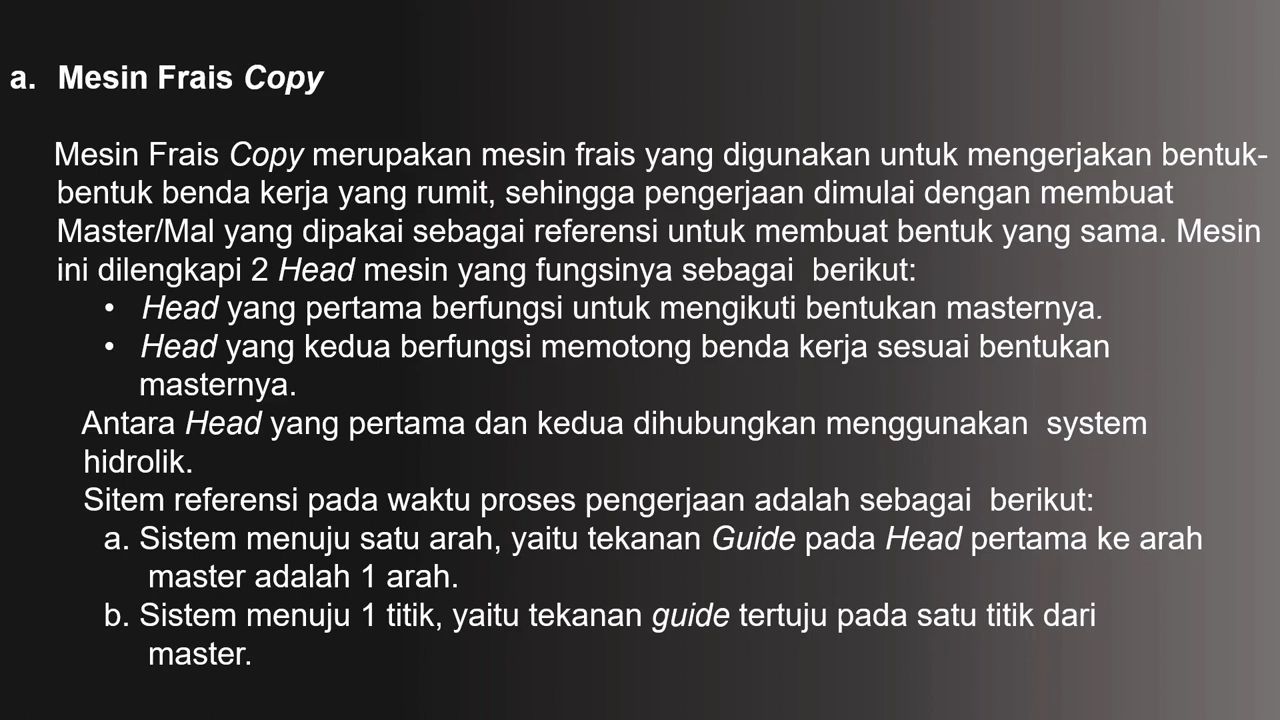 a. Mesin Frais Copy
Mesin Frais Copy merupakan mesin frais yang digunakan untuk mengerjakan bentuk-
bentuk benda kerja yang rumit, sehingga pengerjaan dimulai dengan membuat
Master/Mal yang dipakai sebagai referensi untuk membuat bentuk yang sama. Mesin
ini dilengkapi 2 Head mesin yang fungsinya sebagai berikut:
• Head yang pertama berfungsi untuk mengikuti bentukan masternya.
• Head yang kedua berfungsi memotong benda kerja sesuai bentukan
masternya.
Antara Head yang pertama dan kedua dihubungkan menggunakan system
hidrolik.
Sitem referensi pada waktu proses pengerjaan adalah sebagai berikut:
a. Sistem menuju satu arah, yaitu tekanan Guide pada Head pertama ke arah
master adalah 1 arah.
b. Sistem menuju 1 titik, yaitu tekanan guide tertuju pada satu titik dari
master.